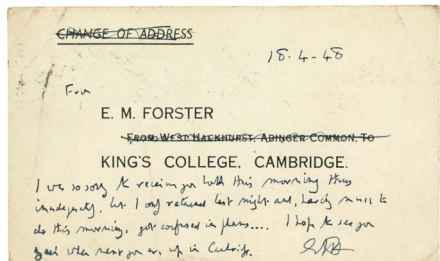 CHANGE OF ADDRESS
18-4-48
From
E. M. FORSTER
FROM WEST HACKHURST, ABINGER COMMON, TO
KING'S COLLEGE, CAMBRIDGE.
I was so sorry to receive you both this morning thus
inadequately, but I only returned last night and, having much to
do this morning, got confused in plans.... I hope to see you
again when next you are up in Cambridge.